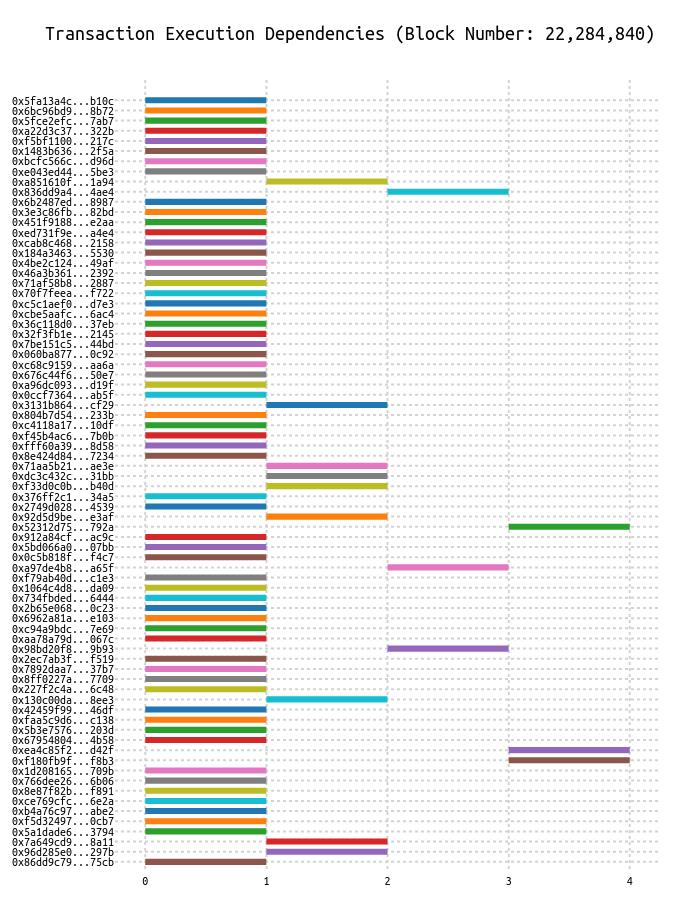 Transaction Execution Dependencies (Block Number: 22,284,840)
0x5fa13a4c...b10c
0x6bc96bd9...8b72
0x5fce2efc...7ab7
0xa22d3c37...322b
0xf5bf1100...217c
0x1483b636...2f5a
0xbcfc566c...d96d
0xe043ed44...5be3
0xa851610f...1a94
0x836dd9a4...4ae4
0x6b2487ed...8987
0x3e3c86fb...82bd
0x451f9188...e2aa
0xed731f9e...a4e4
0xcab8c468...2158
0x184a3463...5530
0x4be2c124...49af
0x46a3b361...2392
0x71af58b8...2887
0x70f7feea...f722
0xc5c1aef0...d7e3
0xcbe5aafc...6ac4
0x36c118d0...37eb
0x32f3fb1e...2145
0x7be151c5...44bd
0x060ba877...0c92
0xc68c9159...aa6a
0x676c44f6...50e7
0xa96dc093...d19f
0x0ccf7364...ab5f
0x3131b864...cf29
0x804b7d54...233b
0xc4118a17...10df
0xf45b4ac6...7b0b
0xfff60a39...8d58
0x8e424d84...7234
0x71aa5b21...ae3e
0xdc3c432c...31bb
0xf33d0c0b...b40d
0x376ff2c1...34a5
0x2749d028...4539
0x92d5d9be...e3af
0x52312d75...792a
0x912a84cf...ac9c
0x5bd066a0...07bb
0x0c5b818f...f4c7
0xa97de4b8...a65f
0xf79ab40d...c1e3
0x1064c4d8...da09
0x734fbded...6444
0x2b65e068...0c23
0x6962a81a...e103
0xc94a9bdc...7e69
0xaa78a79d...067c
0x98bd20f8...9b93
0x2ec7ab3f...f519
0x7892daa7...37b7
0x8ff0227a...7709
0x227f2c4a...6c48
0x130c00da...8ee3
0x42459f99...46df
0xfaa5c9d6...c138
0x5b3e7576...203d
0x67954804...4b58
0xea4c85f2...d42f
0xf180fb9f...f8b3
0x1d208165...709b
0x766dee26...6b06
0x8e87f82b...f891
0xce769cfc...6e2a
0xb4a76c97...abe2
0xf5d32497...0cb7
0x5a1dade6...3794
0x7a649cd9...8a11
0x96d285e0...297b
0x86dd9c79...75cb
0 1 2 3 4